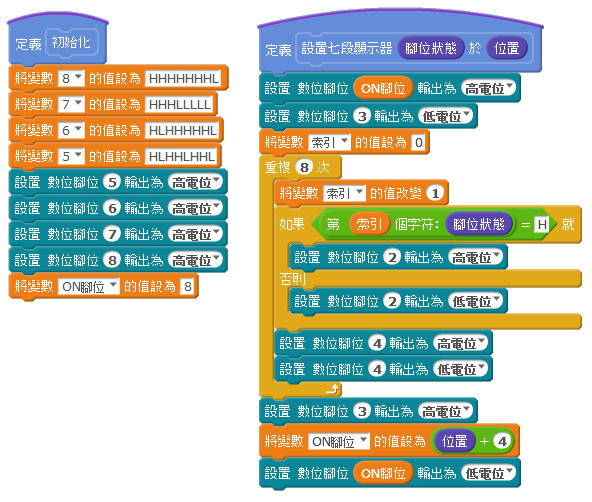 定義 初始化
將變數 8 的值設為 HHHHHHHL
將變數 7 的值設為 HHHLLLLL
將變數 6 的值設為 HLHHHHHL
將變數 5 的值設為 HLHHLHHL
設置 數位腳位 5 輸出為 高電位
設置 數位腳位 6 輸出為 高電位
設置 數位腳位 7 輸出為 高電位
設置 數位腳位 8 輸出為 高電位
將變數 ON腳位 的值設為 8
定義 設置七段顯示器 腳位狀態 於 位置
設置 數位腳位 ON腳位 輸出為 高電位
設置 數位腳位 3 輸出為 低電位
將變數 索引 的值設為 0
重複 8 次
將變數 索引 的值改變 1
如果 第 索引 個字符: 腳位狀態 = H 就
設置 數位腳位 2 輸出為 高電位
否則
設置 數位腳位 2 輸出為 低電位
設置 數位腳位 4 輸出為 高電位
設置 數位腳位 4 輸出為 低電位
設置 數位腳位 3 輸出為 高電位
將變數 ON腳位 的值設為 位置 + 4
設置 數位腳位 ON腳位 輸出為 低電位